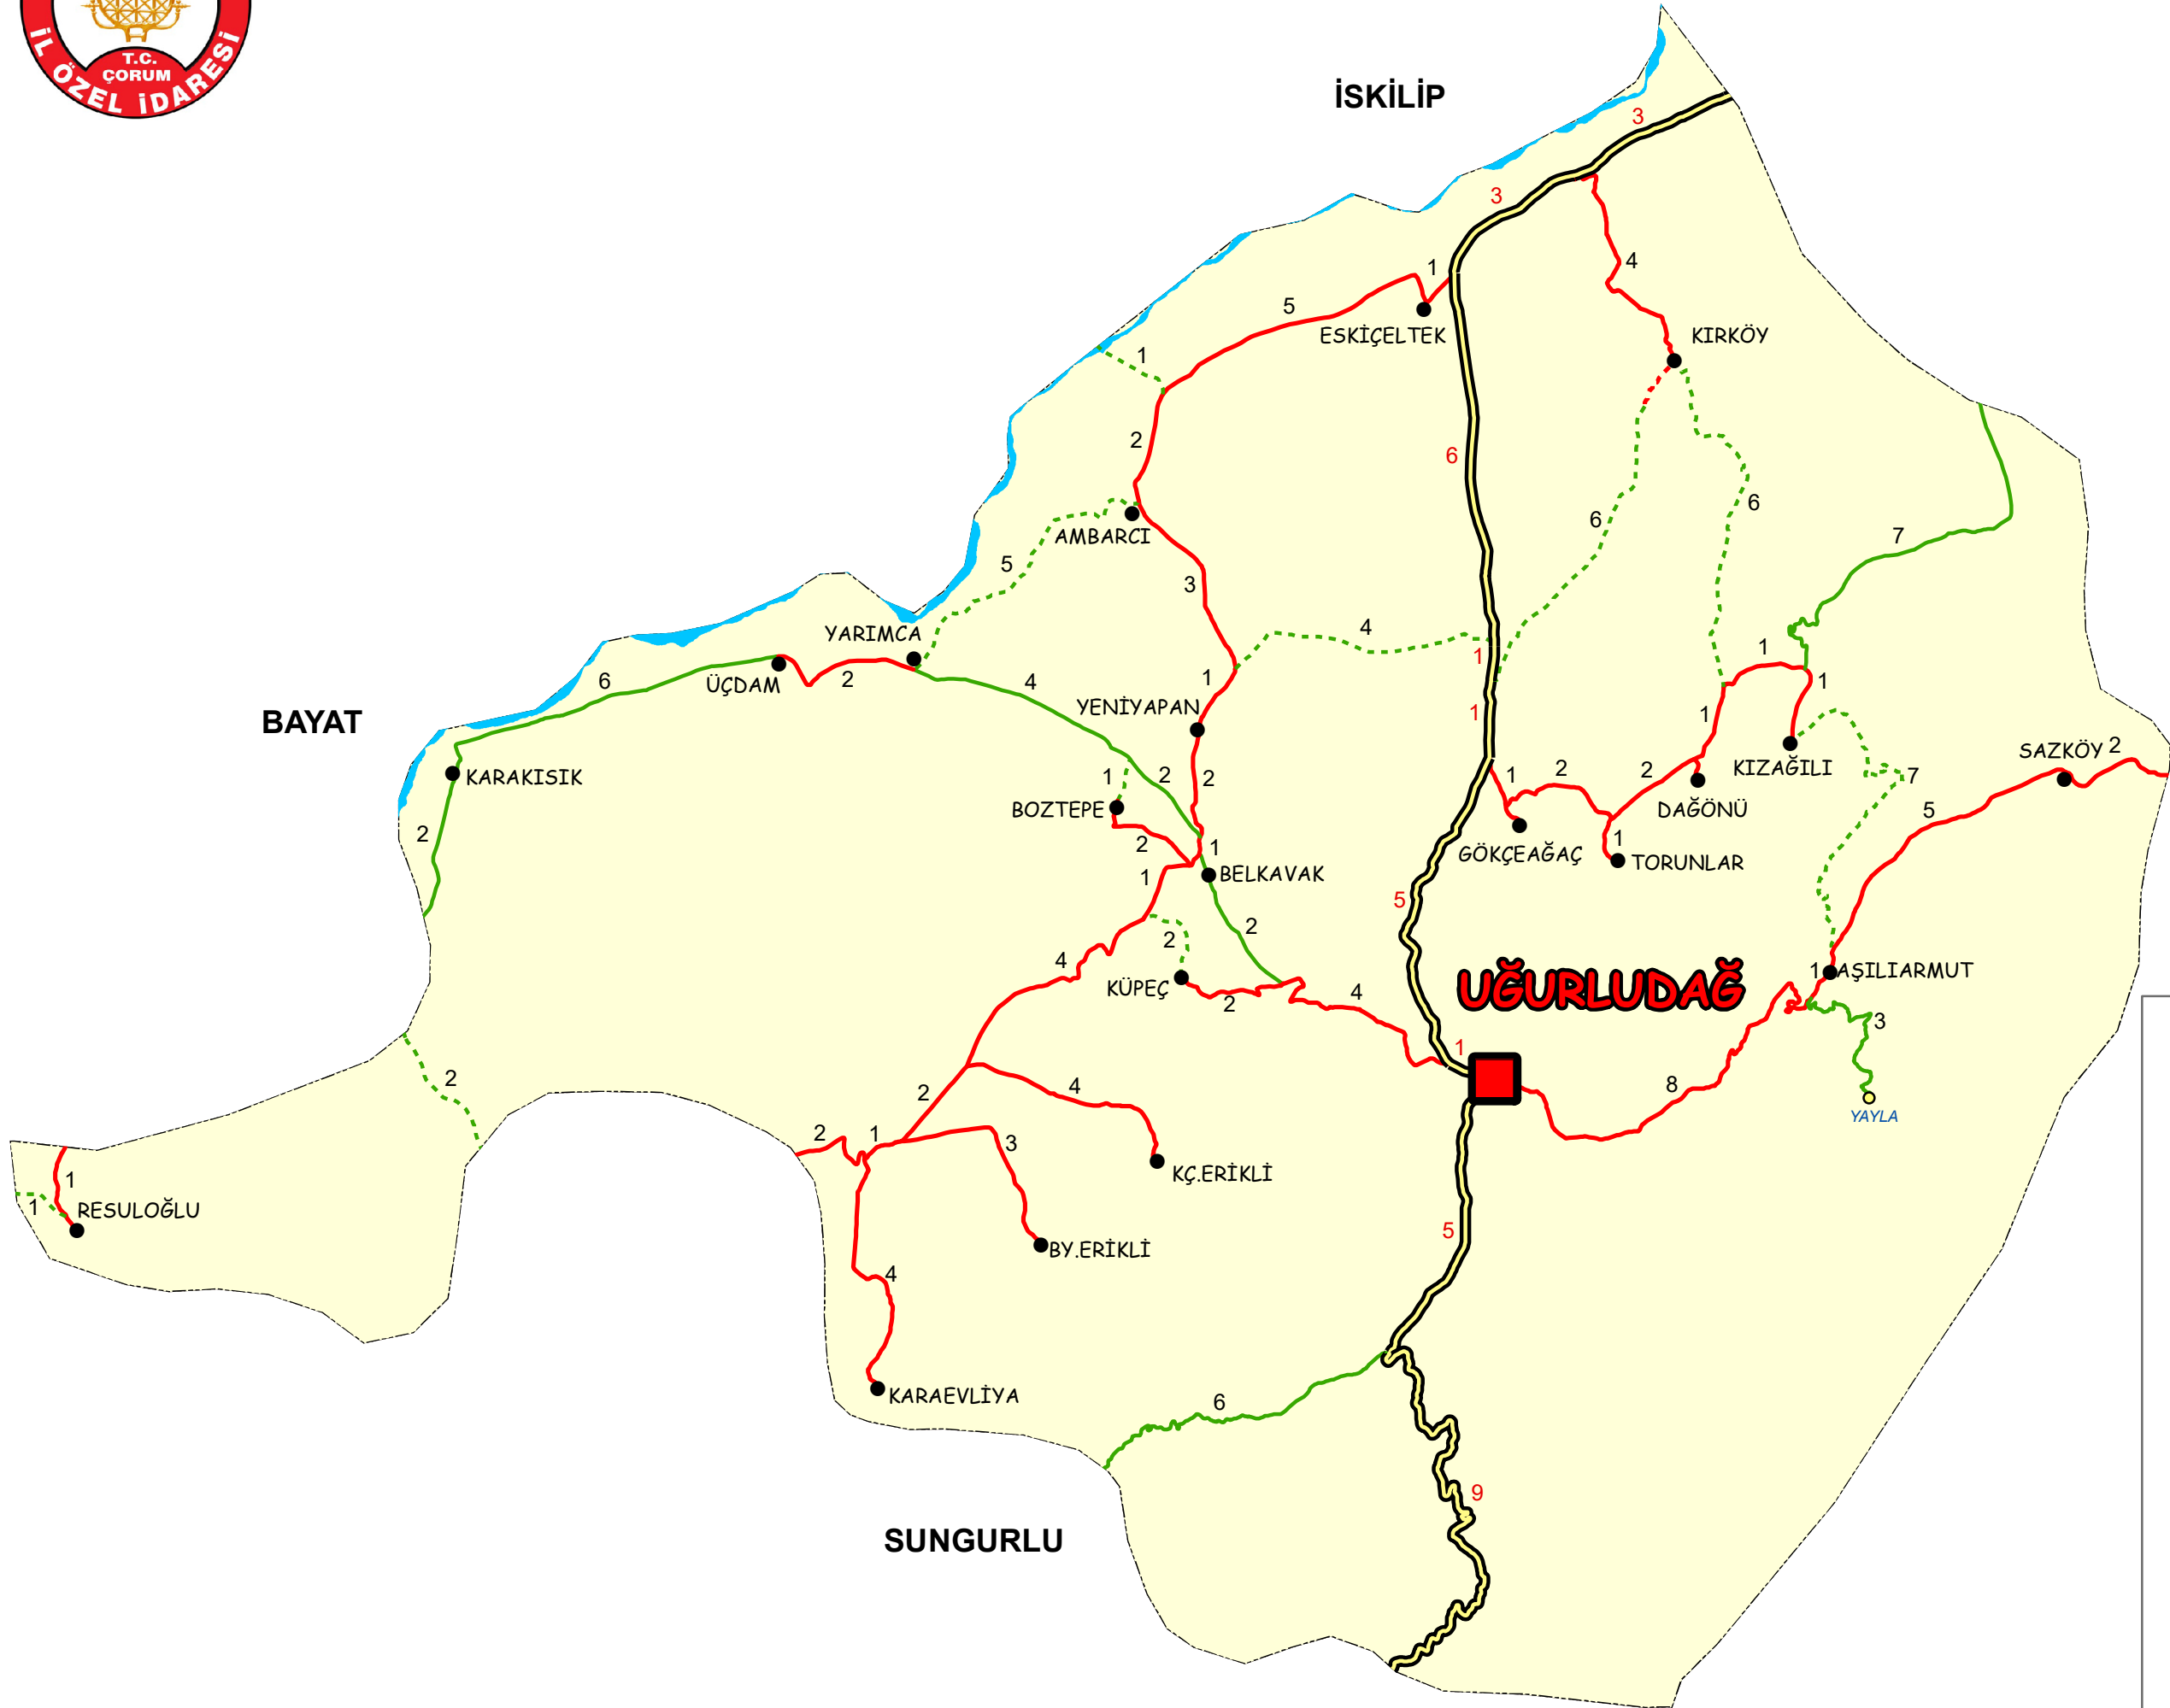 T.C.
ÇORUM
İL ÖZEL İDARESİ
İSKİLİP
3
3
4
1
5
ESKİÇELTEK
KIRKÖY
1
2
6
6
6
7
AMBARCI
5
3
YARIMCA
4
1
1
ÜÇDAM
2
6
4
1
1
YENİYAPAN
1
1
BAYAT
KARAKISIK
1
2
2
1
2
2
KIZAĞILI
SAZKÖY
2
7
BOZTEPE
DAĞÖNÜ
5
2
2
1
GÖKÇEAĞAÇ
1
TORUNLAR
1
BELKAVAK
5
2
2
4
KÜPEÇ
2
4
UĞURLUDAĞ
1
AŞILIARMUT
3
1
2
2
4
8
YAYLA
2
1
3
KÇ.ERİKLİ
1
1
RESULOĞLU
5
BY.ERİKLİ
4
KARAEVLİYA
6
9
SUNGURLU